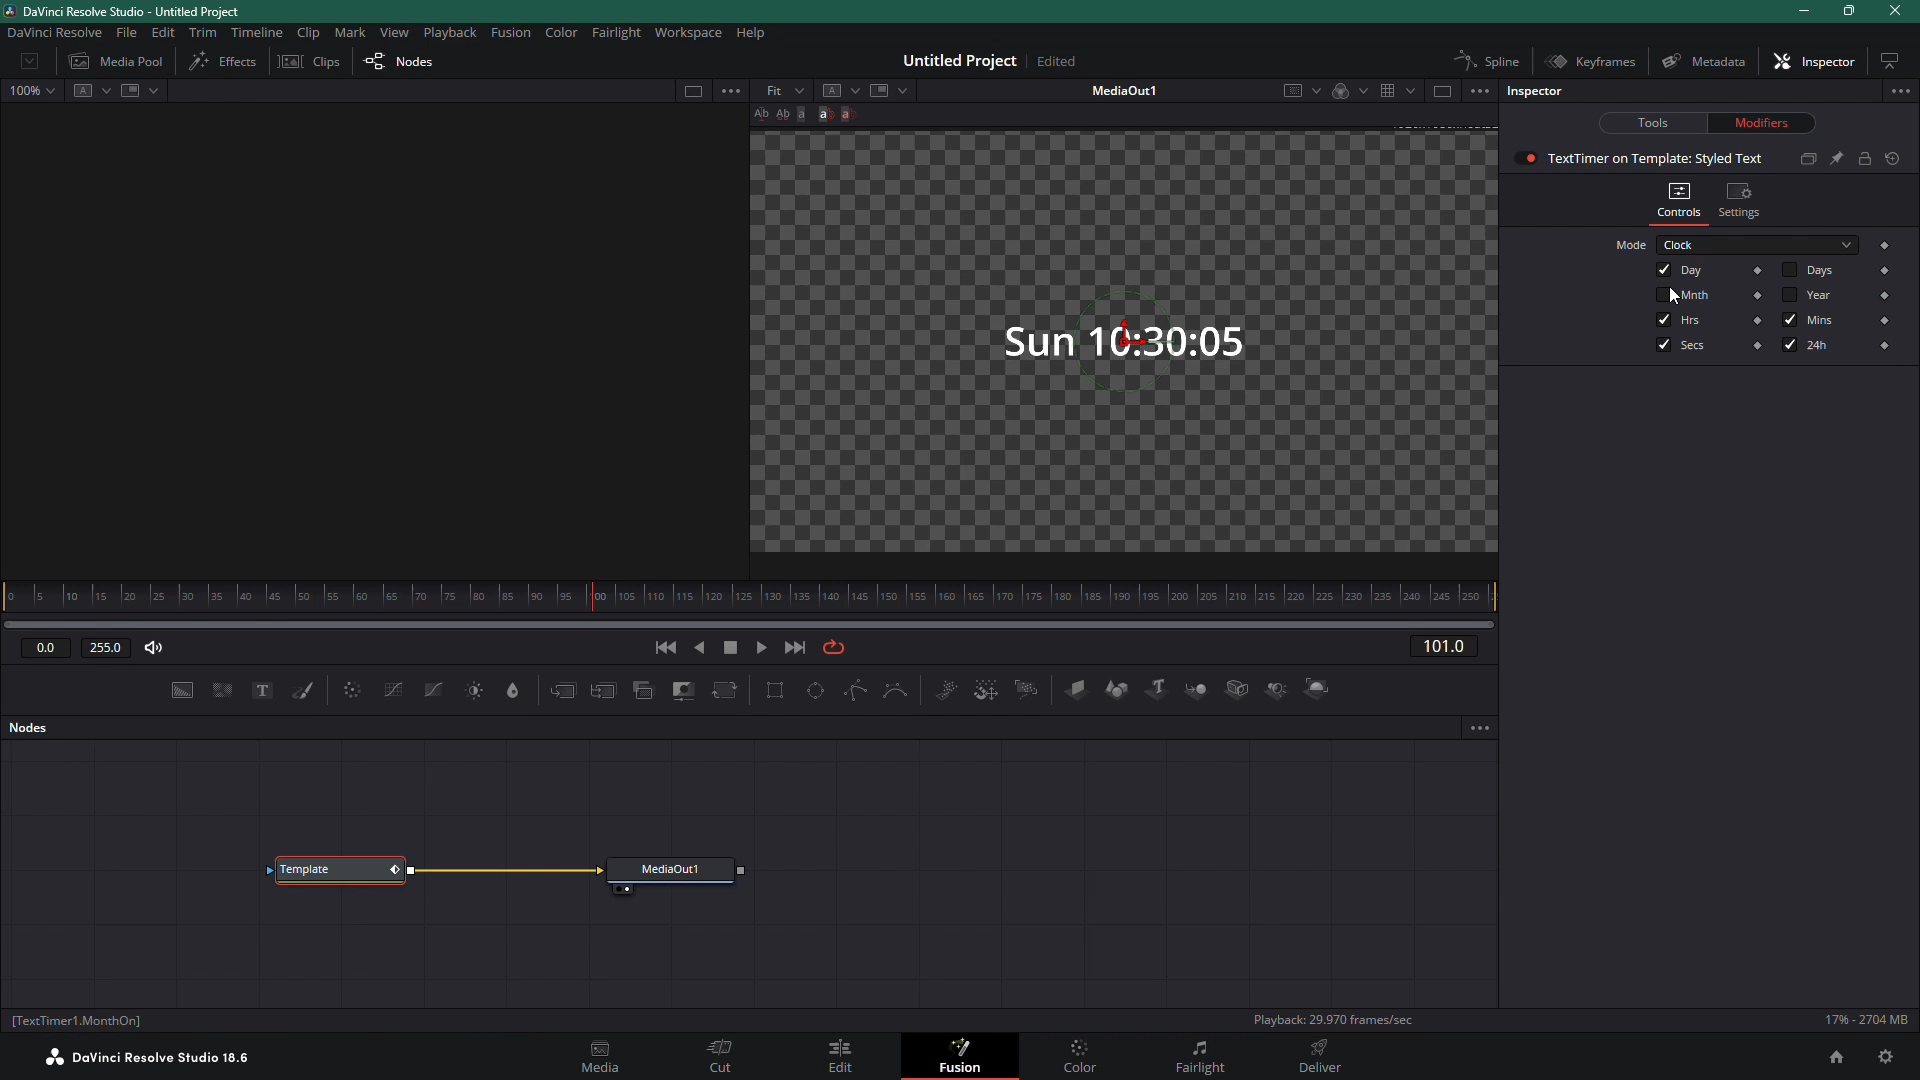 DaVinci Resolve Studio - Untitled Project
DaVinci Resolve File Edit Trim Timeline Clip Mark View Playback Fusion Color Fairlight Workspace Help
Media Pool Effects Clips Nodes Untitled Project Edited Spline Keyframes Metadata Inspector
100% A Fit A MediaOut1 Inspector
Tools Modifiers
TextTimer on Template: Styled Text
Controls Settings
Mode Clock
Day Days
Mnth Year
Hrs Mins
Secs 24h
Sun 10:30:05
0 5 10 15 20 25 30 35 40 45 50 55 60 65 70 75 80 85 90 95 00 105 110 115 120 125 130 135 140 145 150 155 160 165 170 175 180 185 190 195 200 205 210 215 220 225 230 235 240 245 250
0.0 255.0 101.0
Nodes
Template MediaOut1
[TextTimer1.MonthOn] Playback: 29.970 frames/sec 17% - 2704 MB
DaVinci Resolve Studio 18.6 Media Cut Edit Fusion Color Fairlight Deliver